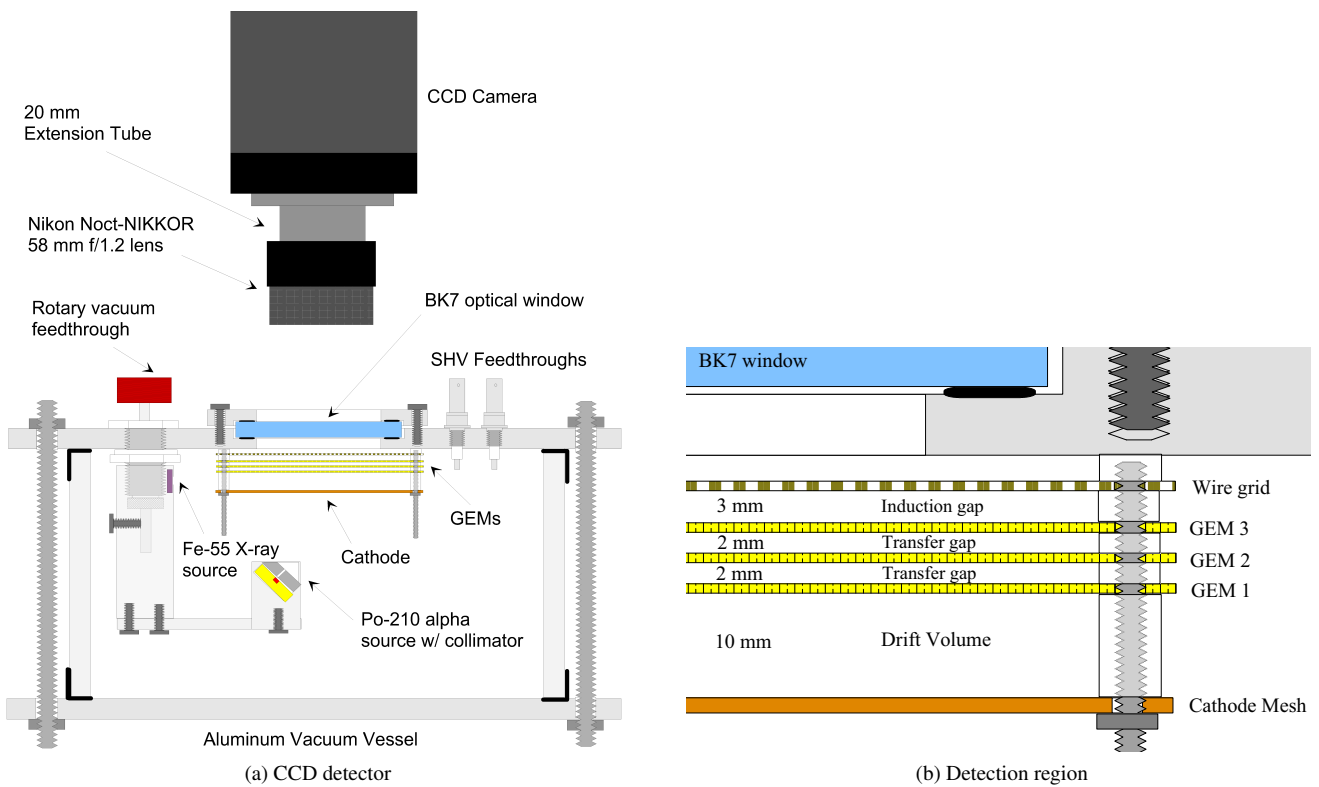 CCD Camera
20 mm
Extension Tube
Nikon Noct-NIKKOR
58 mm f/1.2 lens
Rotary vacuum
feedthrough
BK7 optical window
SHV Feedthroughs
GEMs
Cathode
Fe-55 X-ray
source
Po-210 alpha
source w/ collimator
Aluminum Vacuum Vessel
(a) CCD detector
BK7 window
Wire grid
3 mm Induction gap
GEM 3
2 mm Transfer gap
GEM 2
2 mm Transfer gap
GEM 1
10 mm Drift Volume
Cathode Mesh
(b) Detection region